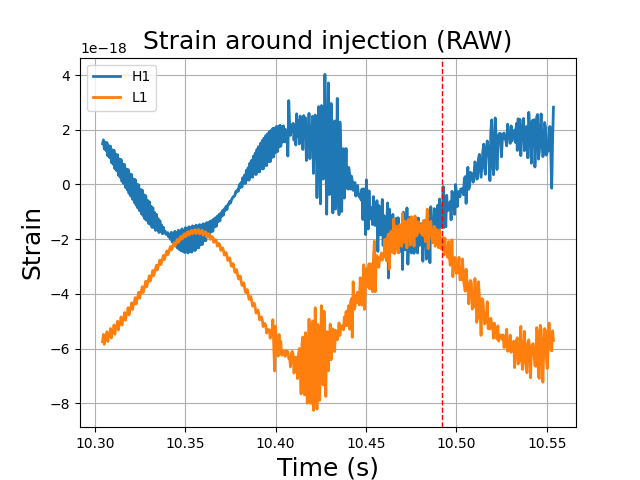 Strain around injection (RAW)
1e−18
H1
L1
4
2
0
−2
−4
−6
−8
Strain
10.30 10.35 10.40 10.45 10.50 10.55
Time (s)